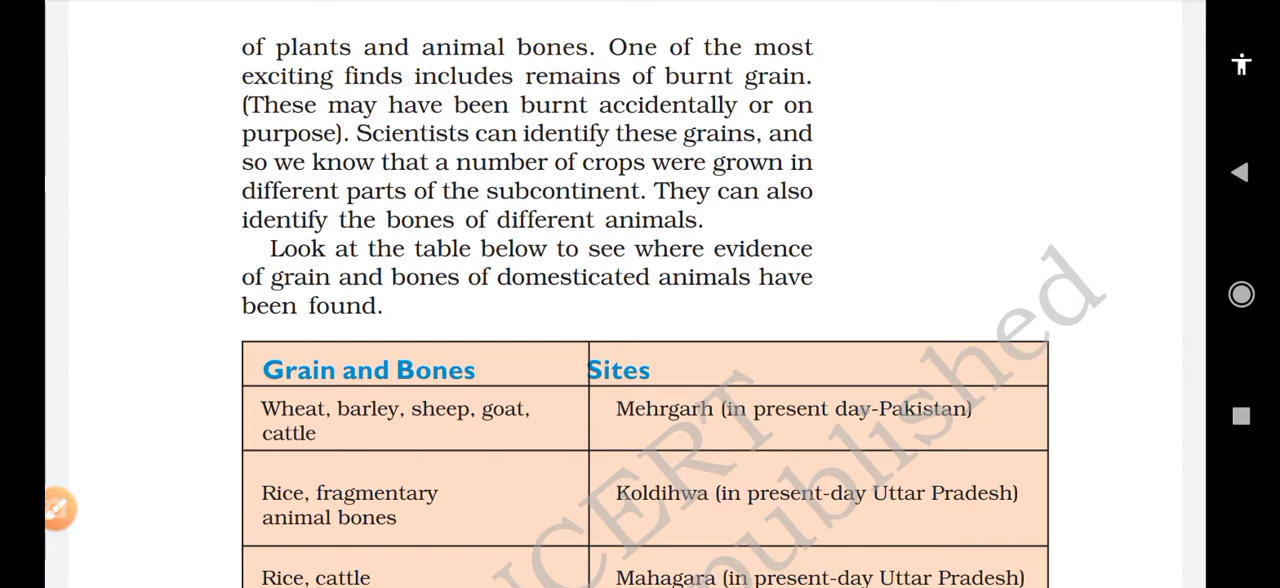 of plants and animal bones. One of the most
exciting finds includes remains of burnt grain.
(These may have been burnt accidentally or on
purpose). Scientists can identify these grains, and
so we know that a number of crops were grown in
different parts of the subcontinent. They can also
identify the bones of different animals.
Look at the table below to see where evidence
of grain and bones of domesticated animals have
been found.
Grain and Bones Sites
Wheat, barley, sheep, goat, Mehrgarh (in present day-Pakistan)
cattle
Rice, fragmentary Koldihwa (in present-day Uttar Pradesh)
animal bones
Rice, cattle Mahagara (in present-day Uttar Pradesh)
NCERT
published